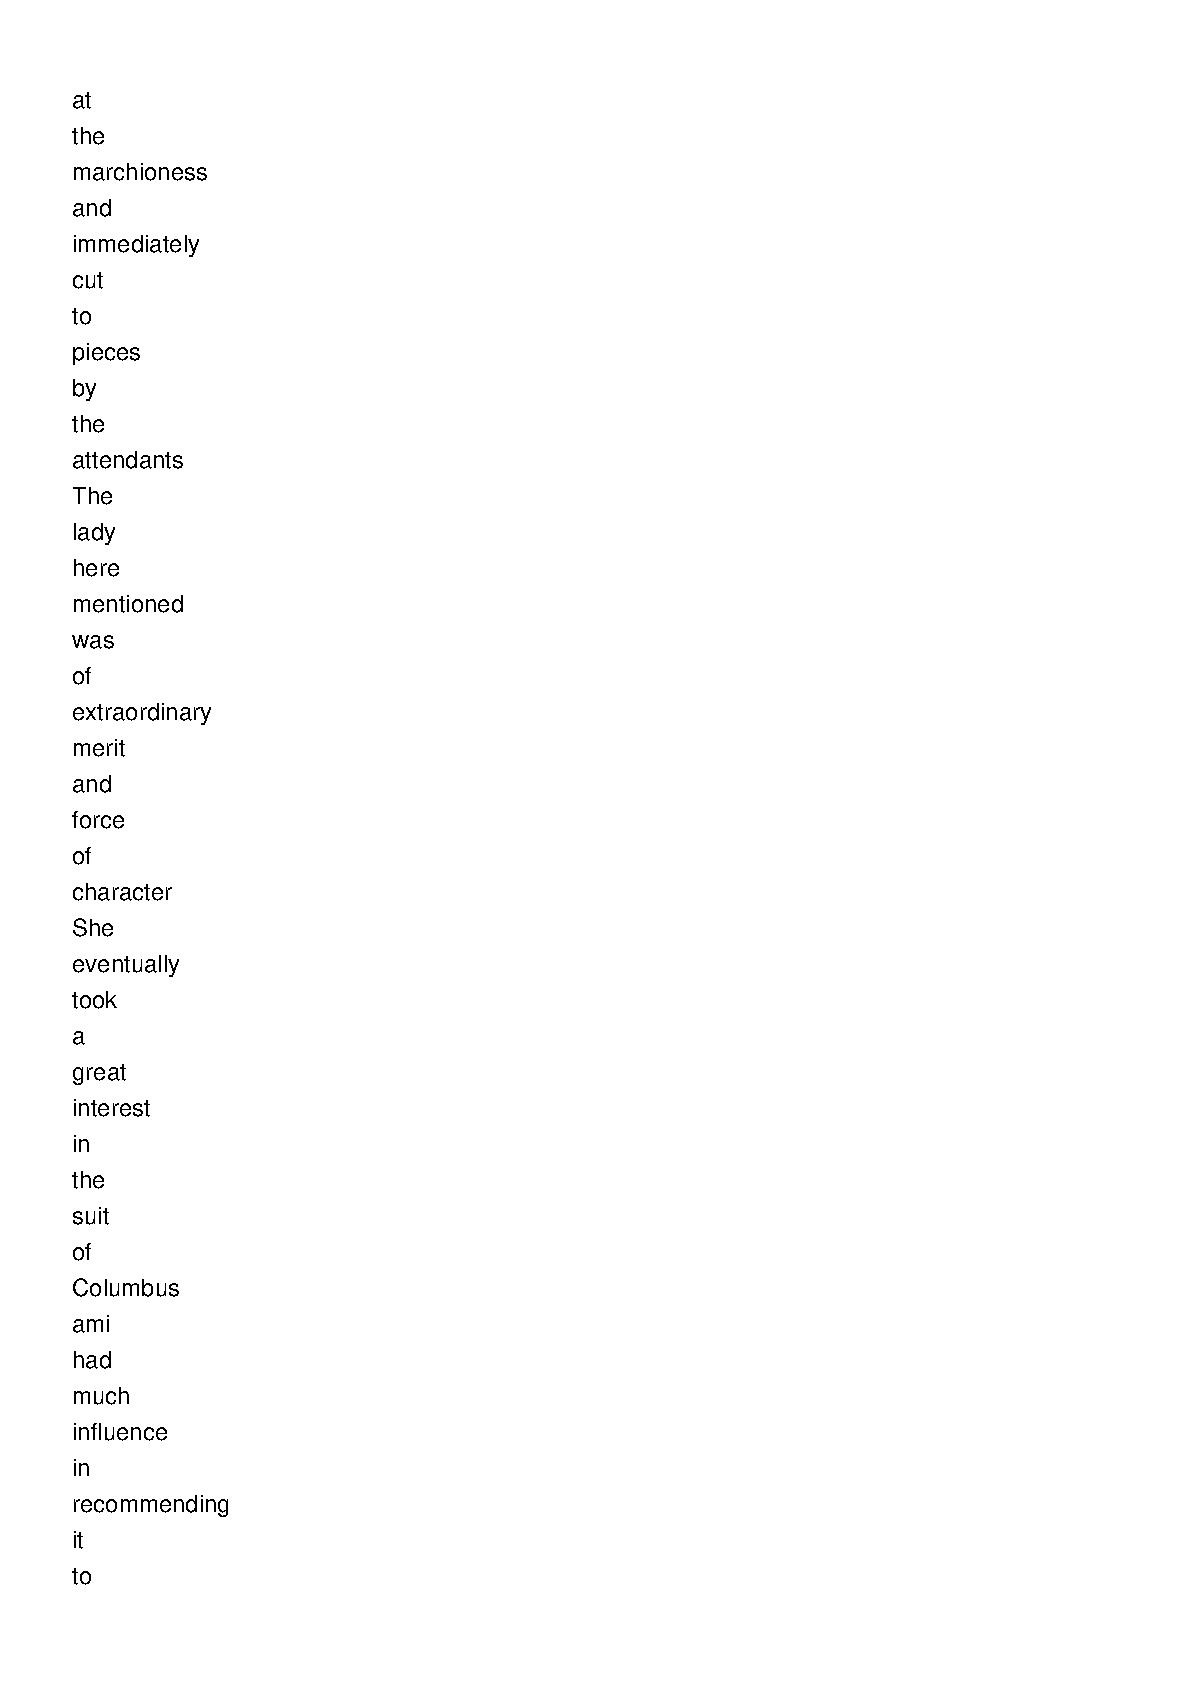 at
the
marchioness
and
immediately
cut
to
pieces
by
the
attendants
The
lady
here
mentioned
was
of
extraordinary
merit
and
force
of
character
She
eventually
took
a
great
interest
in
the
suit
of
Columbus
ami
had
much
influence
in
recommending
it
to